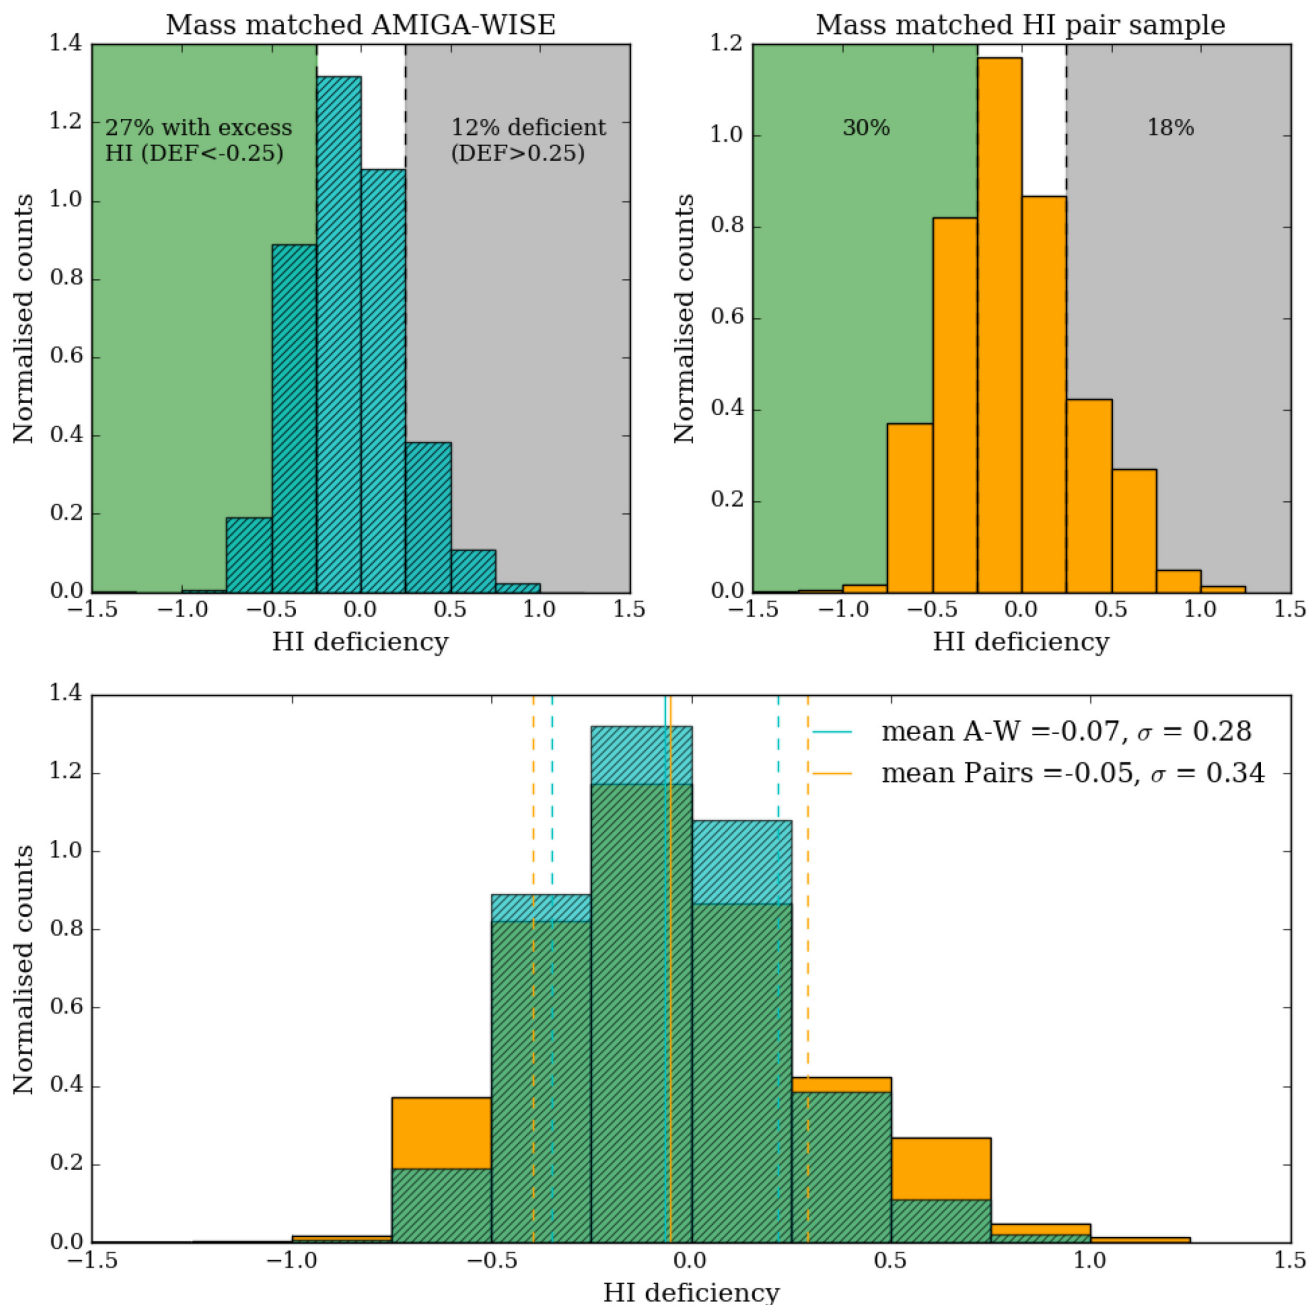 Mass matched AMIGA-WISE
1.4
1.2
1.0
0.8
0.6
0.4
0.2
0.0
27% with excess
HI (DEF<-0.25)
12% deficient
(DEF>0.25)
−1.5 −1.0 −0.5 0.0 0.5 1.0 1.5
HI deficiency
Normalised counts
Mass matched HI pair sample
1.2
1.0
0.8
0.6
0.4
0.2
0.0
30%
18%
−1.5 −1.0 −0.5 0.0 0.5 1.0 1.5
HI deficiency
Normalised counts
1.4
1.2
1.0
0.8
0.6
0.4
0.2
0.0
mean A-W =-0.07, σ = 0.28
mean Pairs =-0.05, σ = 0.34
−1.5 −1.0 −0.5 0.0 0.5 1.0 1.5
HI deficiency
Normalised counts